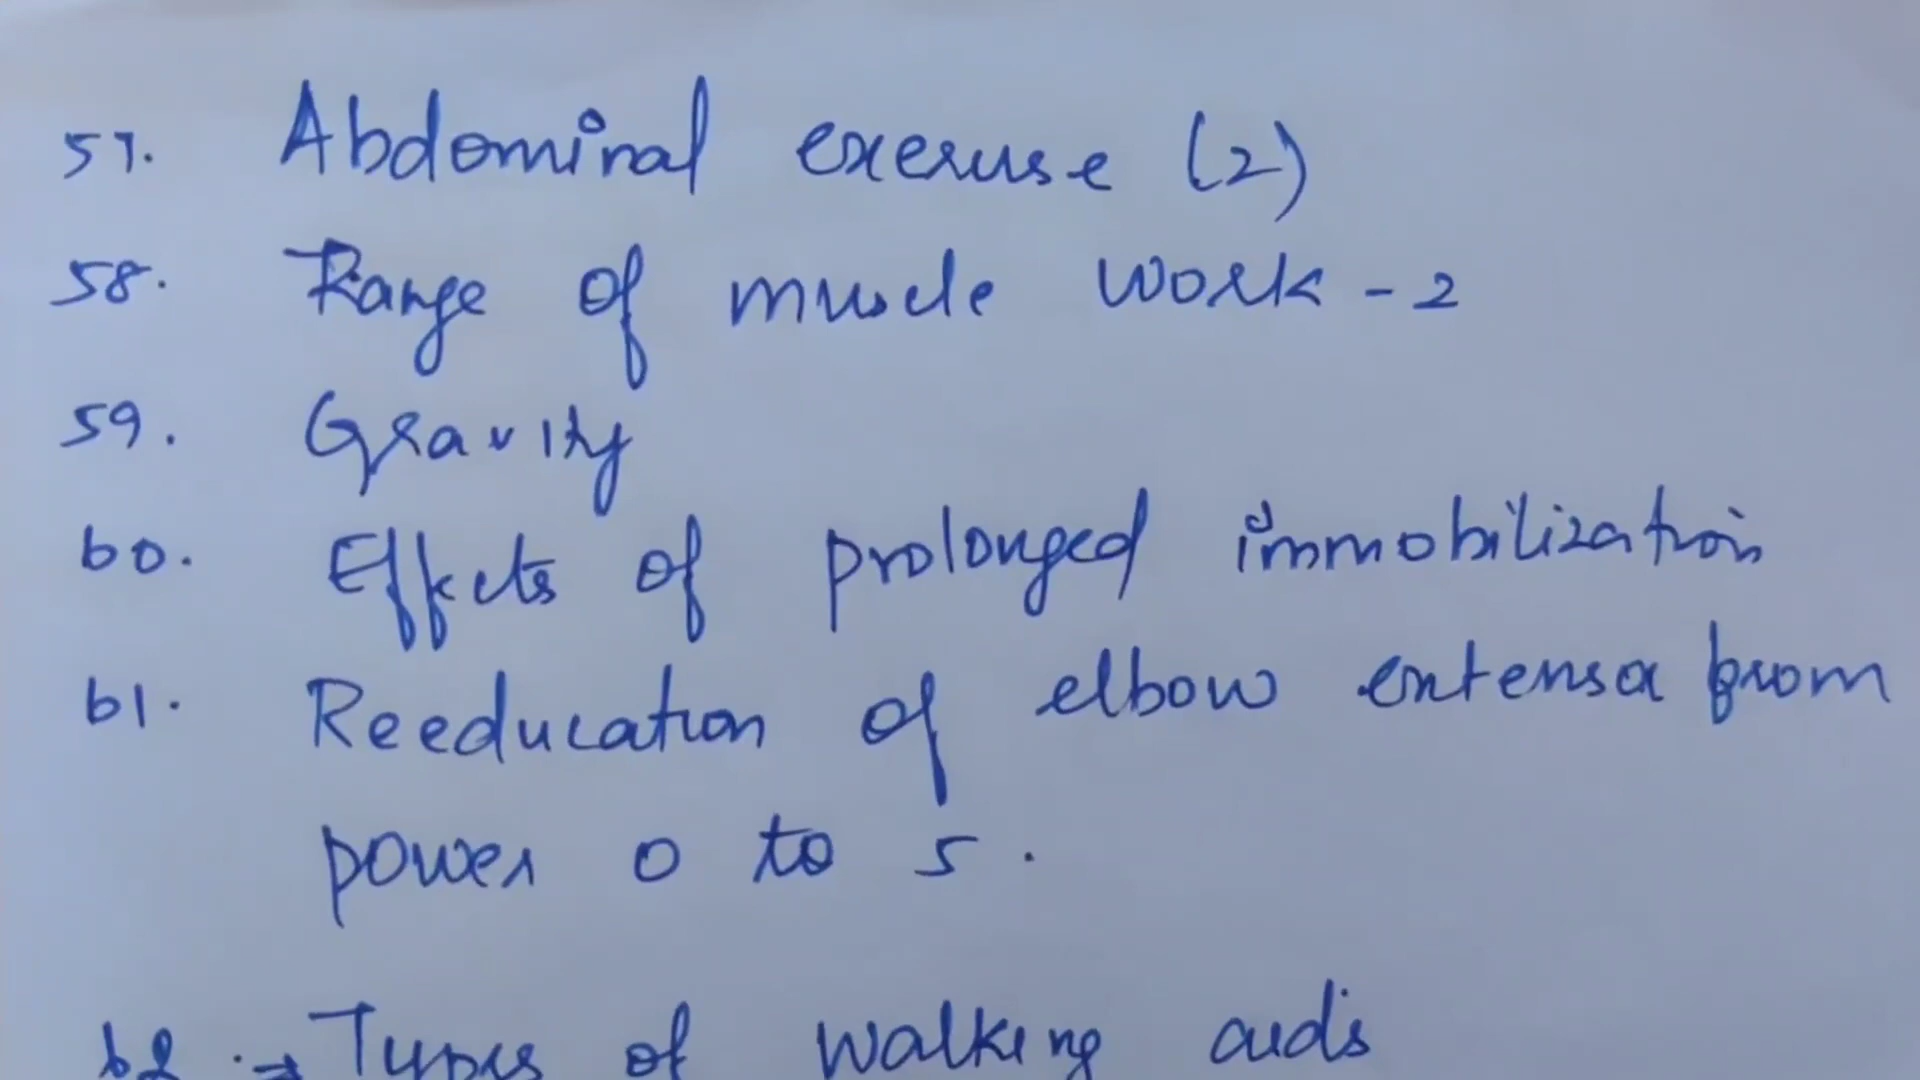 57. Abdominal exercise (2)
58. Range of muscle work - 2
59. Gravity
60. Effects of prolonged immobilization
61. Reeducation of elbow extensor from
power 0 to 5.
62. → Types of walking aids